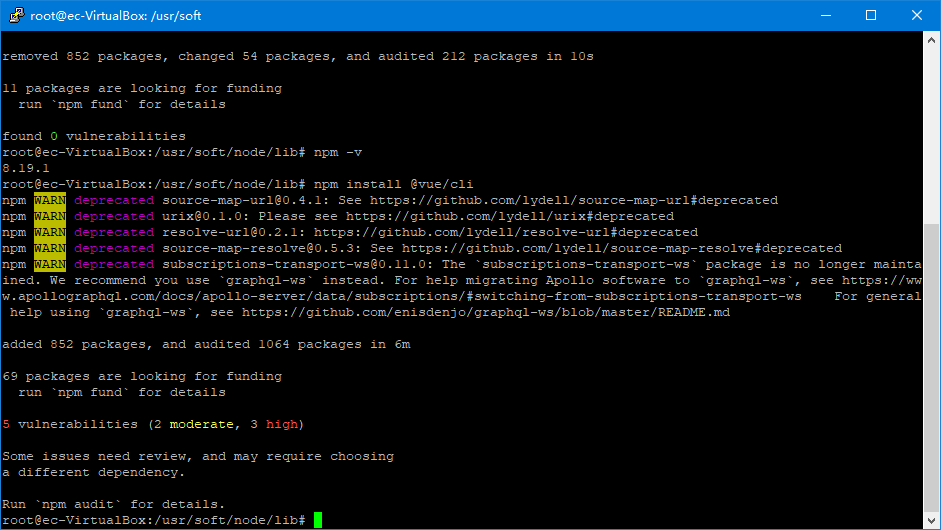 root@ec-VirtualBox: /usr/soft
removed 852 packages, changed 54 packages, and audited 212 packages in 10s
11 packages are looking for funding
  run `npm fund` for details
found 0 vulnerabilities
root@ec-VirtualBox:/usr/soft/node/lib# npm -v
8.19.1
root@ec-VirtualBox:/usr/soft/node/lib# npm install @vue/cli
npm WARN deprecated source-map-url@0.4.1: See https://github.com/lydell/source-map-url#deprecated
npm WARN deprecated urix@0.1.0: Please see https://github.com/lydell/urix#deprecated
npm WARN deprecated resolve-url@0.2.1: https://github.com/lydell/resolve-url#deprecated
npm WARN deprecated source-map-resolve@0.5.3: See https://github.com/lydell/source-map-resolve#deprecated
npm WARN deprecated subscriptions-transport-ws@0.11.0: The `subscriptions-transport-ws` package is no longer mainta
ined. We recommend you use `graphql-ws` instead. For help migrating Apollo software to `graphql-ws`, see https://ww
w.apollographql.com/docs/apollo-server/data/subscriptions/#switching-from-subscriptions-transport-ws    For general
 help using `graphql-ws`, see https://github.com/enisdenjo/graphql-ws/blob/master/README.md
added 852 packages, and audited 1064 packages in 6m
69 packages are looking for funding
  run `npm fund` for details
5 vulnerabilities (2 moderate, 3 high)
Some issues need review, and may require choosing
a different dependency.
Run `npm audit` for details.
root@ec-VirtualBox:/usr/soft/node/lib#